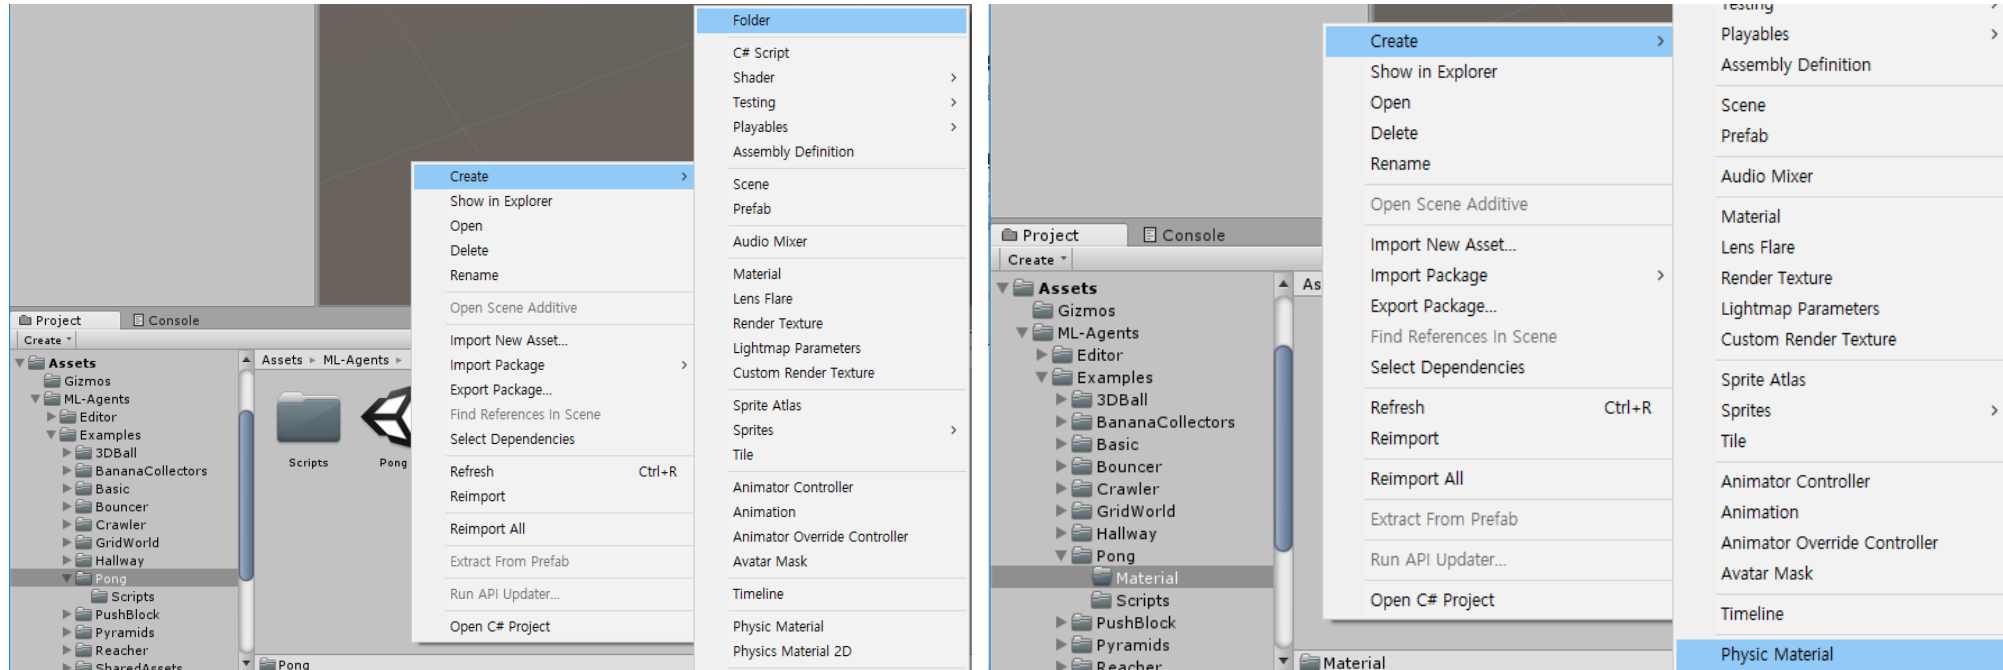 Folder
C# Script
Shader
Testing
Playables
Assembly Definition
Scene
Prefab
Audio Mixer
Material
Lens Flare
Render Texture
Lightmap Parameters
Custom Render Texture
Sprite Atlas
Sprites
Tile
Animator Controller
Animation
Animator Override Controller
Avatar Mask
Timeline
Physic Material
Physics Material 2D
Create
Show in Explorer
Open
Delete
Rename
Open Scene Additive
Import New Asset...
Import Package
Export Package...
Find References In Scene
Select Dependencies
Refresh Ctrl+R
Reimport
Reimport All
Extract From Prefab
Run API Updater...
Open C# Project
Project Console
Create
Assets
Gizmos
ML-Agents
Editor
Examples
3DBall
BananaCollectors
Basic
Bouncer
Crawler
GridWorld
Hallway
Pong
Scripts
PushBlock
Pyramids
Reacher
SharedAssets
Assets ML-Agents
Scripts Pong
Pong
Testing
Playables
Assembly Definition
Scene
Prefab
Audio Mixer
Material
Lens Flare
Render Texture
Lightmap Parameters
Custom Render Texture
Sprite Atlas
Sprites
Tile
Animator Controller
Animation
Animator Override Controller
Avatar Mask
Timeline
Physic Material
Create
Show in Explorer
Open
Delete
Rename
Open Scene Additive
Import New Asset...
Import Package
Export Package...
Find References In Scene
Select Dependencies
Refresh Ctrl+R
Reimport
Reimport All
Extract From Prefab
Run API Updater...
Open C# Project
Project Console
Create
Assets
Gizmos
ML-Agents
Editor
Examples
3DBall
BananaCollectors
Basic
Bouncer
Crawler
GridWorld
Hallway
Pong
Material
Scripts
PushBlock
Pyramids
Reacher
As
Material